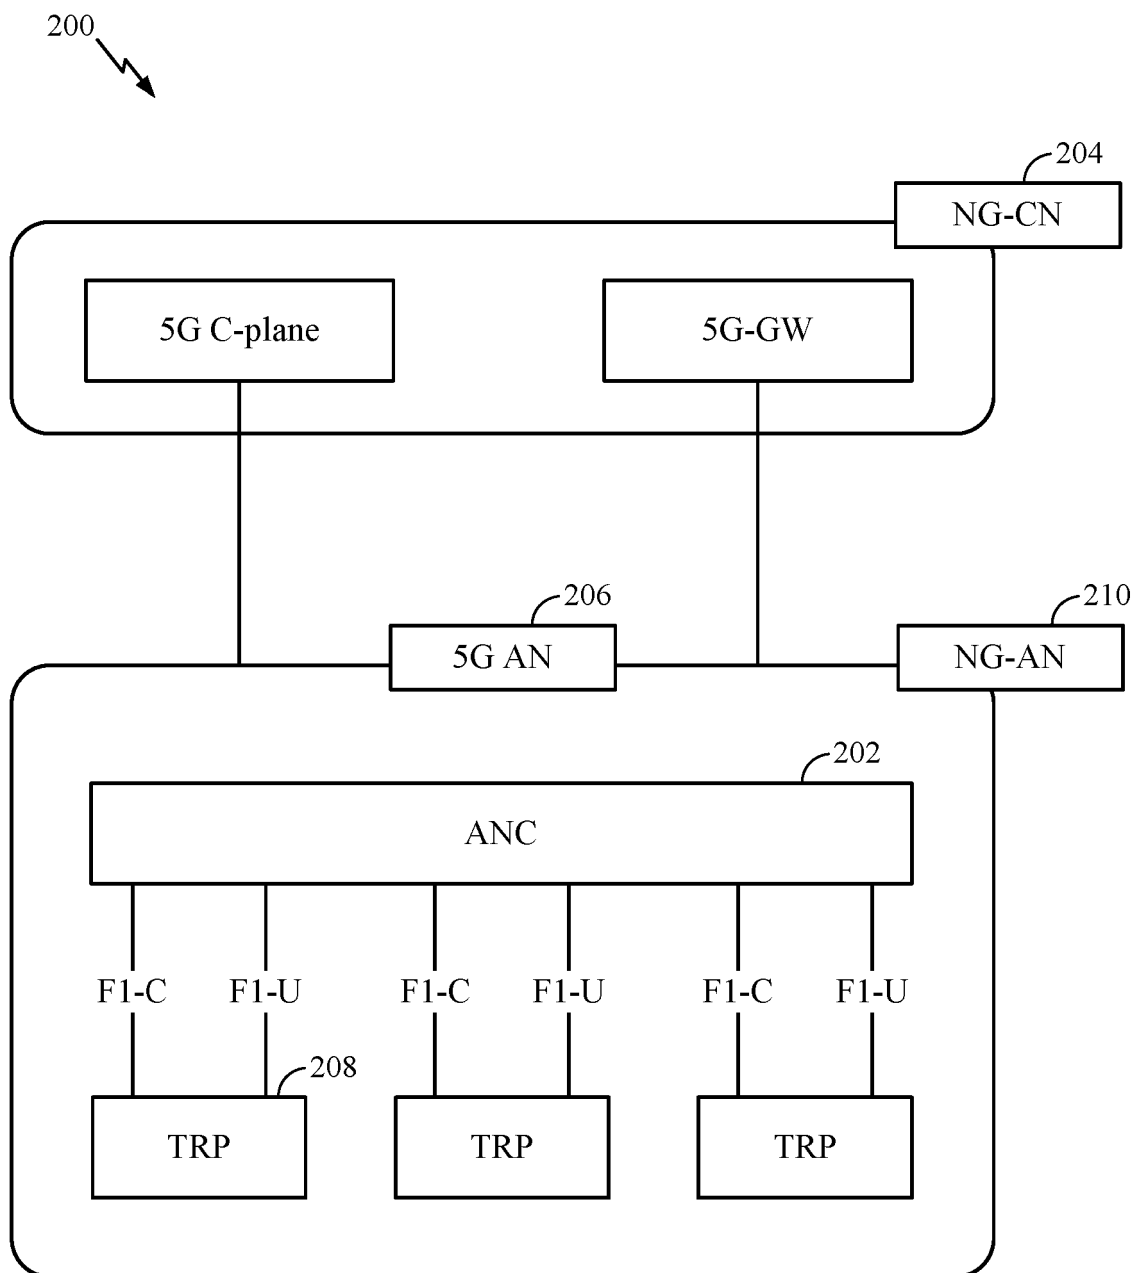 200
204
NG-CN
5G C-plane
5G-GW
206
210
5G AN
NG-AN
202
ANC
F1-C F1-U F1-C F1-U F1-C F1-U
208
TRP TRP TRP